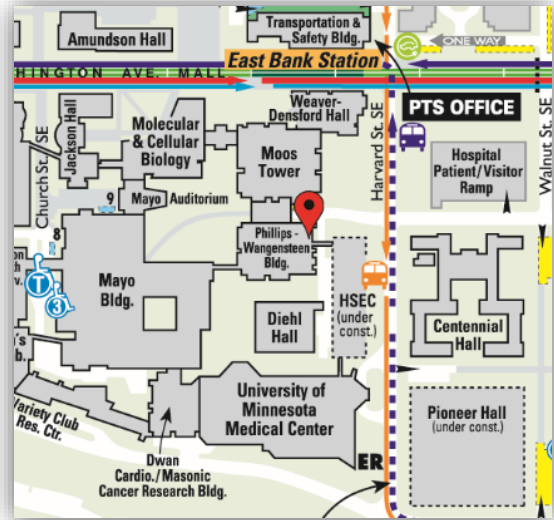 Transportation &
Safety Bldg.
Amundson Hall
East Bank Station
ONE WAY
HINGTON AVE. MALL
PTS OFFICE
Weaver-
Densford Hall
Molecular
& Cellular
Biology
Moos
Tower
Jackson Hall
Church St. SE
Harvard St. SE
Walnut St. SE
Hospital
Patient/Visitor
Ramp
9
Mayo Auditorium
8
Phillips -
Wangensteen
Bldg.
T
3
Mayo
Bldg.
HSEC
(under
const.)
Diehl
Hall
Centennial
Hall
University of
Minnesota
Medical Center
Pioneer Hall
(under const.)
Variety Club
Res. Ctr.
ER
Dwan
Cardio./Masonic
Cancer Research Bldg.